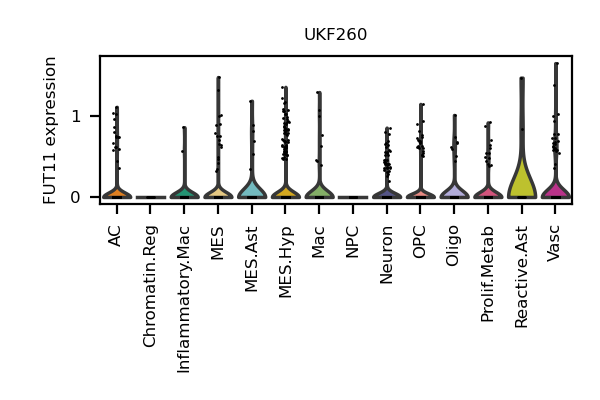 UKF260
FUT11 expression
1
0
AC
Chromatin.Reg
Inflammatory.Mac
MES
MES.Ast
MES.Hyp
Mac
NPC
Neuron
OPC
Oligo
Prolif.Metab
Reactive.Ast
Vasc